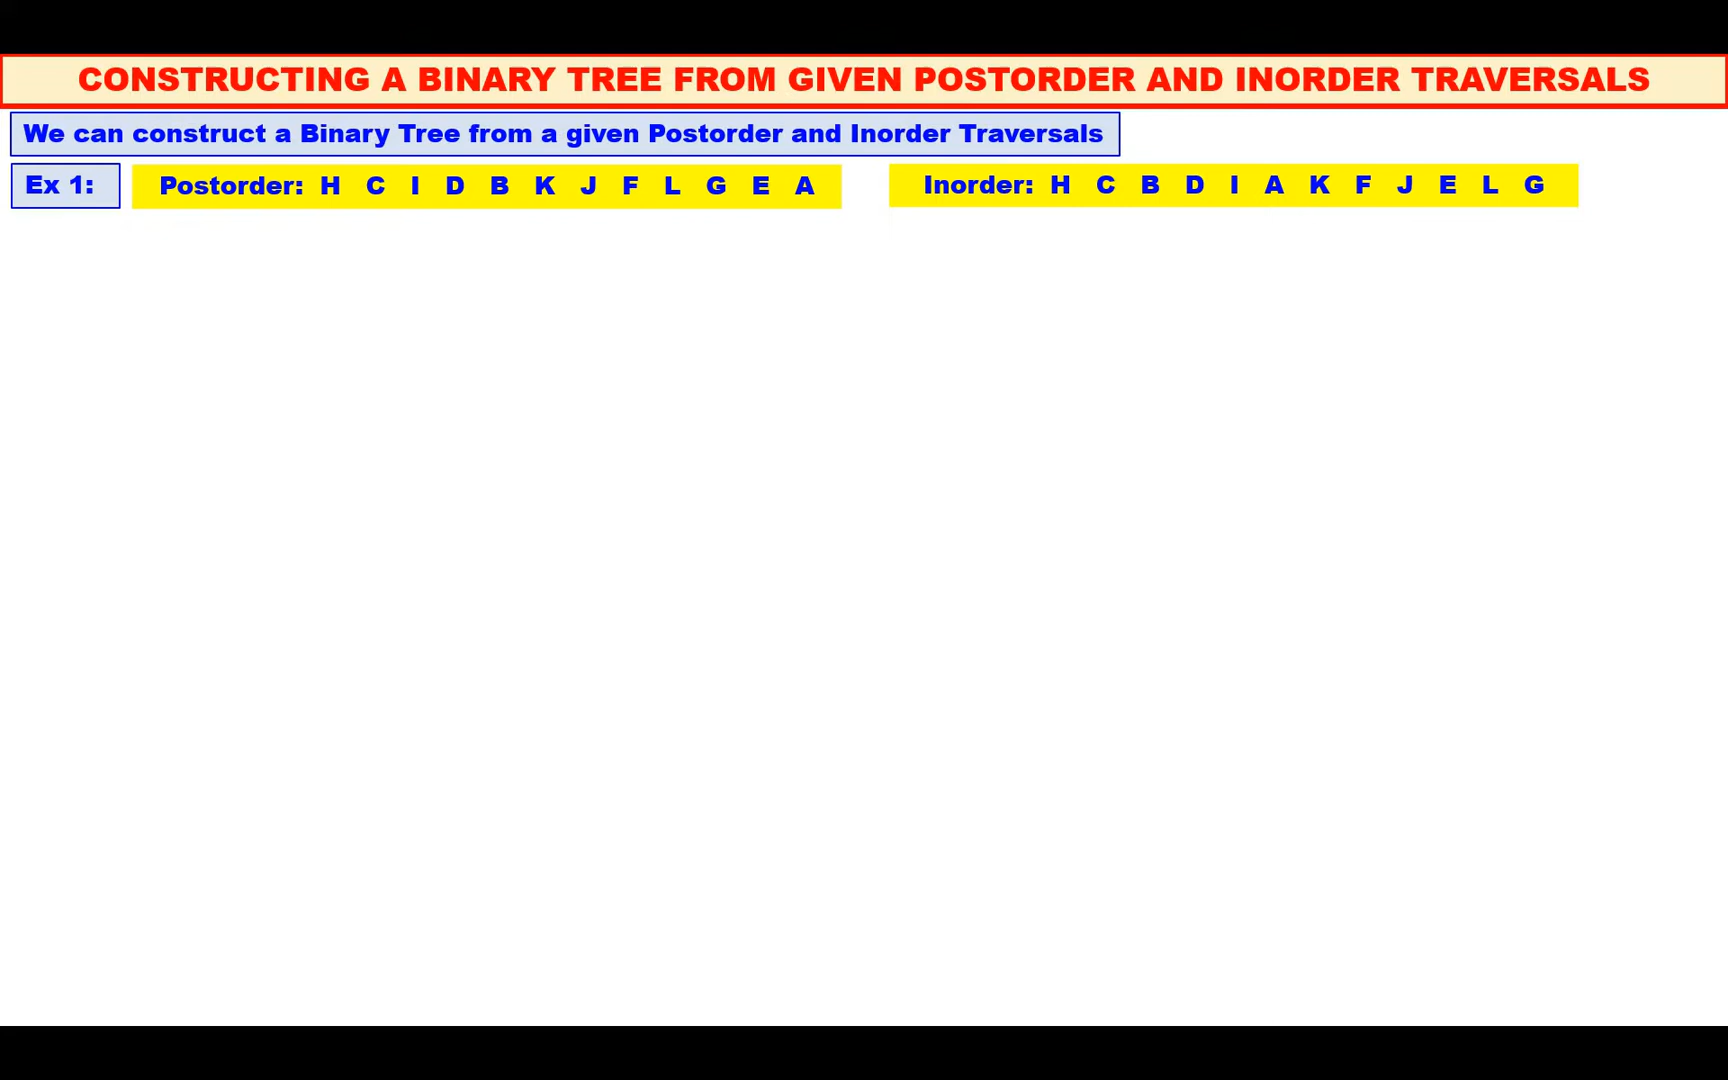 CONSTRUCTING A BINARY TREE FROM GIVEN POSTORDER AND INORDER TRAVERSALS
We can construct a Binary Tree from a given Postorder and Inorder Traversals
Ex 1: Postorder: H C I D B K J F L G E A Inorder: H C B D I A K F J E L G